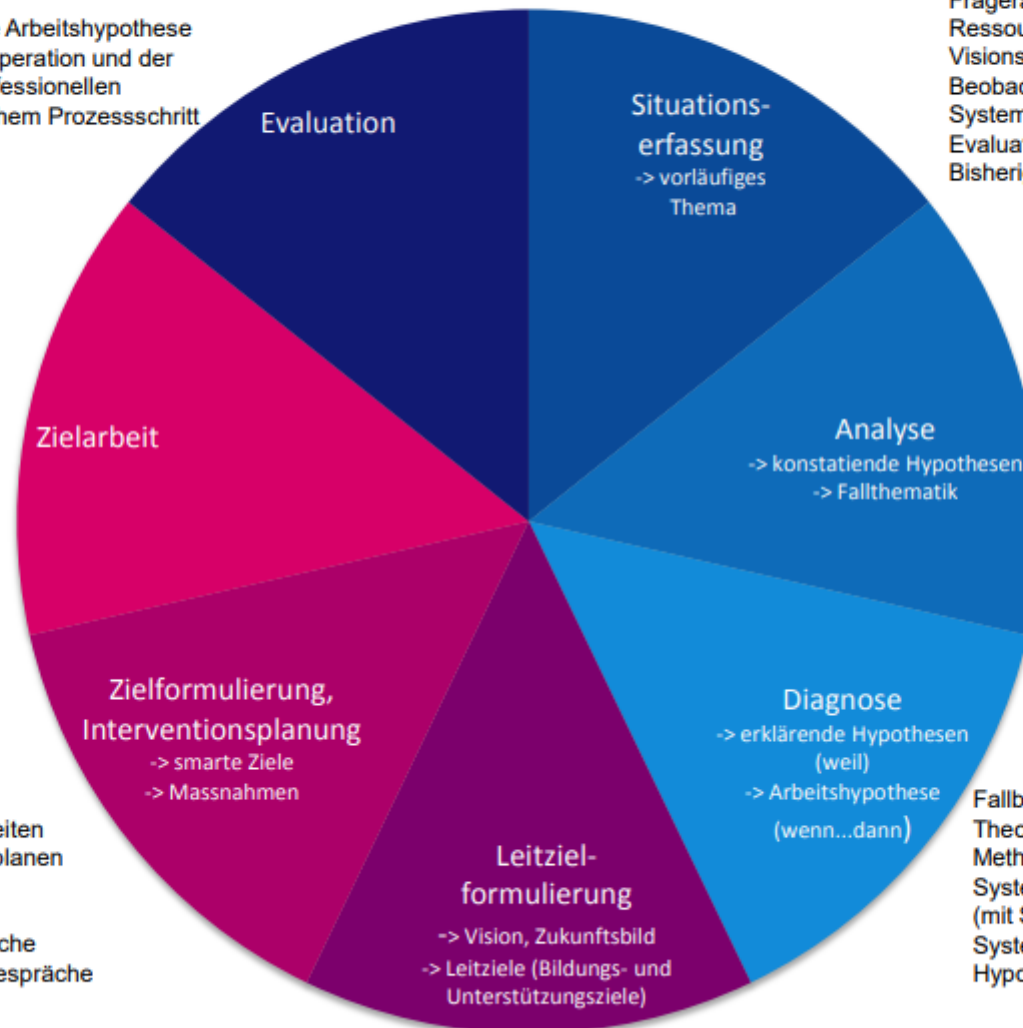 Arbeitshypothese
peration und der
fessionellen
nem Prozessschritt
Ressou
Visions
Beobac
System
Evaluat
Bisheri
Evaluation
Situations-
erfassung
-> vorläufiges
Thema
Analyse
-> konstatiende Hypothesen
-> Fallthematik
Diagnose
-> erklärende Hypothesen
(weil)
-> Arbeitshypothese
(wenn...dann)
Leitziel-
formulierung
-> Vision, Zukunftsbild
-> Leitziele (Bildungs- und
Unterstützungsziele)
Zielformulierung,
Interventionsplanung
-> smarte Ziele
-> Massnahmen
Zielarbeit
eiten
planen
che
espräche
Fallb
Theo
Meth
Syste
(mit S
Syste
Hypo